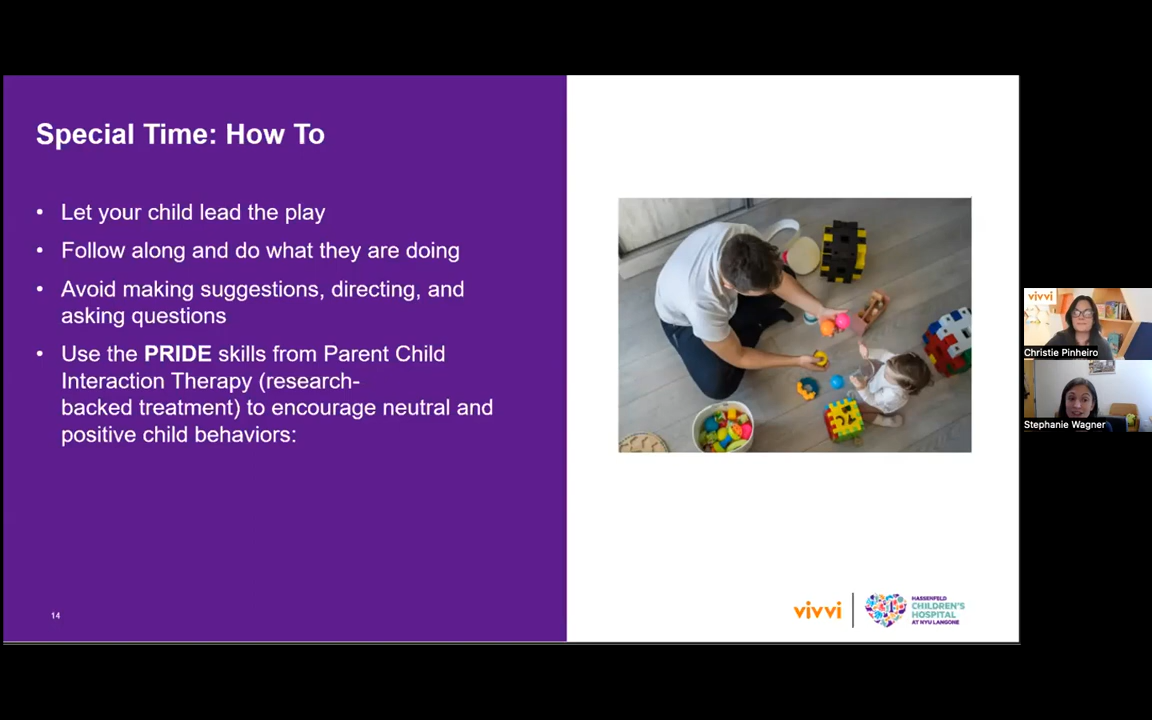 Special Time: How To
• Let your child lead the play
• Follow along and do what they are doing
• Avoid making suggestions, directing, and
asking questions
• Use the PRIDE skills from Parent Child
Interaction Therapy (research-
backed treatment) to encourage neutral and
positive child behaviors:
14
vivvi
HASSENFELD
CHILDREN'S
HOSPITAL
AT NYU LANGONE
vivvi
Christie Pinheiro
Stephanie Wagner